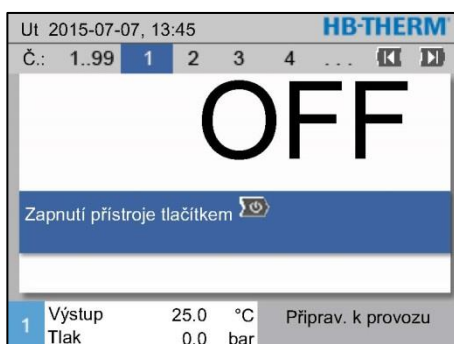 Ut 2015-07-07, 13:45 HB-THERM®
Č.: 1..99 1 2 3 4 ...
OFF
Zapnutí přístroje tlačítkem
1 Výstup 25.0 °C Připrav. k provozu
Tlak 0.0 bar